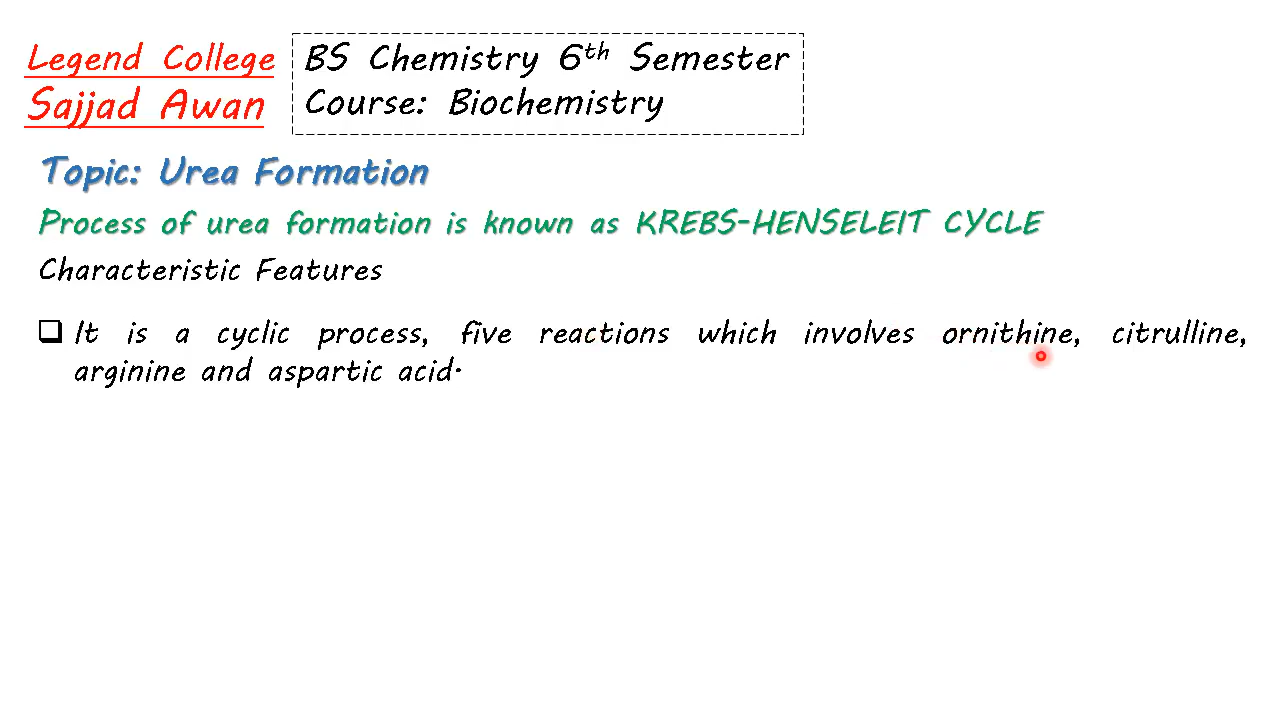 Legend College
Sajjad Awan
BS Chemistry 6th Semester
Course: Biochemistry
Topic: Urea Formation
Process of urea formation is known as KREBS-HENSELEIT CYCLE
Characteristic Features
It is a cyclic process, five reactions which involves ornithine, citrulline,
arginine and aspartic acid.